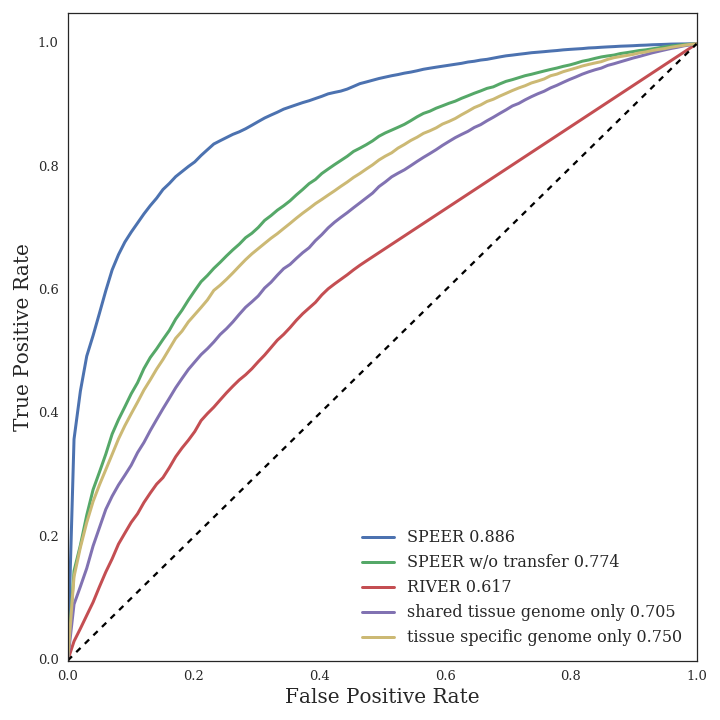 1.0
0.8
0.6
0.4
0.2
0.0
True Positive Rate
SPEER 0.886
SPEER w/o transfer 0.774
RIVER 0.617
shared tissue genome only 0.705
tissue specific genome only 0.750
0.0 0.2 0.4 0.6 0.8 1.0
False Positive Rate